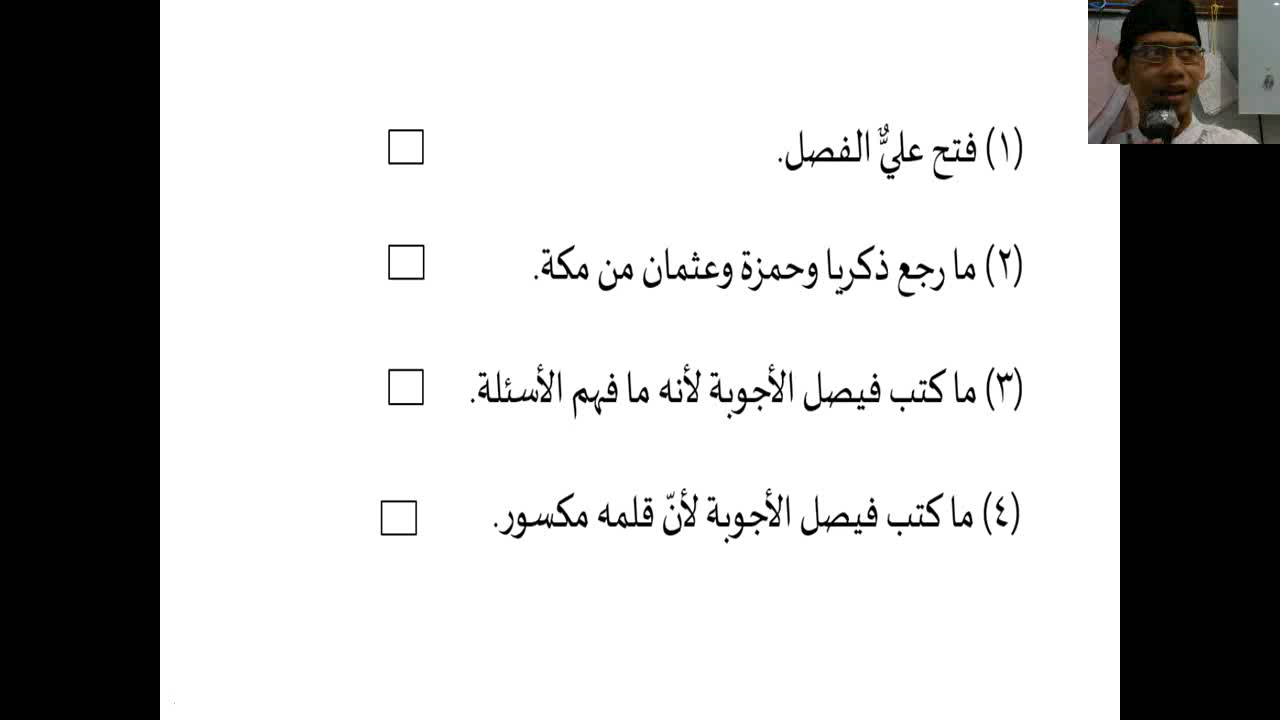 (١) فتح عليٌّ الفصل.
(٢) ما رجع ذكريا وحمزة وعثمان من مكة.
(٣) ما كتب فيصل الأجوبة لأنه ما فهم الأسئلة.
(٤) ما كتب فيصل الأجوبة لأنّ قلمه مكسور.